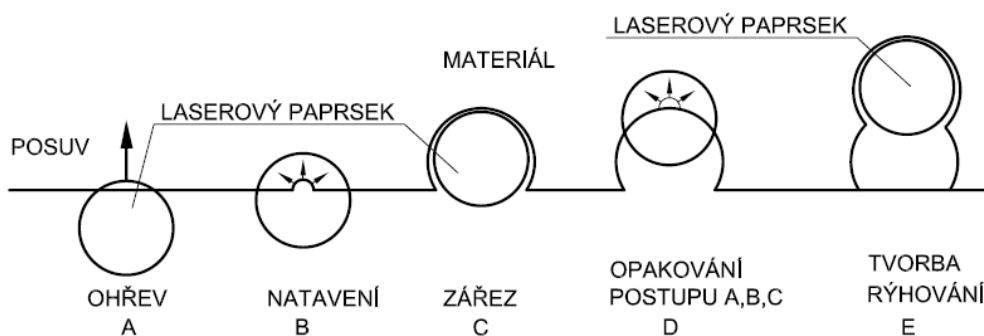 LASEROVÝ PAPRSEK
MATERIÁL
LASEROVÝ PAPRSEK
POSUV
OHŘEV
A
NATAVENÍ
B
ZÁŘEZ
C
OPAKOVÁNÍ
POSTUPU A,B,C
D
TVORBA
RÝHOVÁNÍ
E